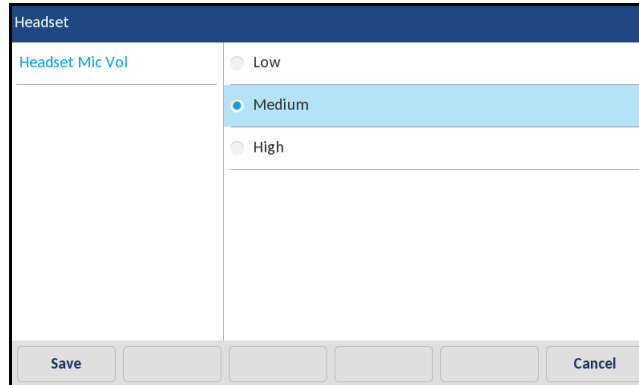 Headset
Headset Mic Vol
Low
Medium
High
Save
Cancel